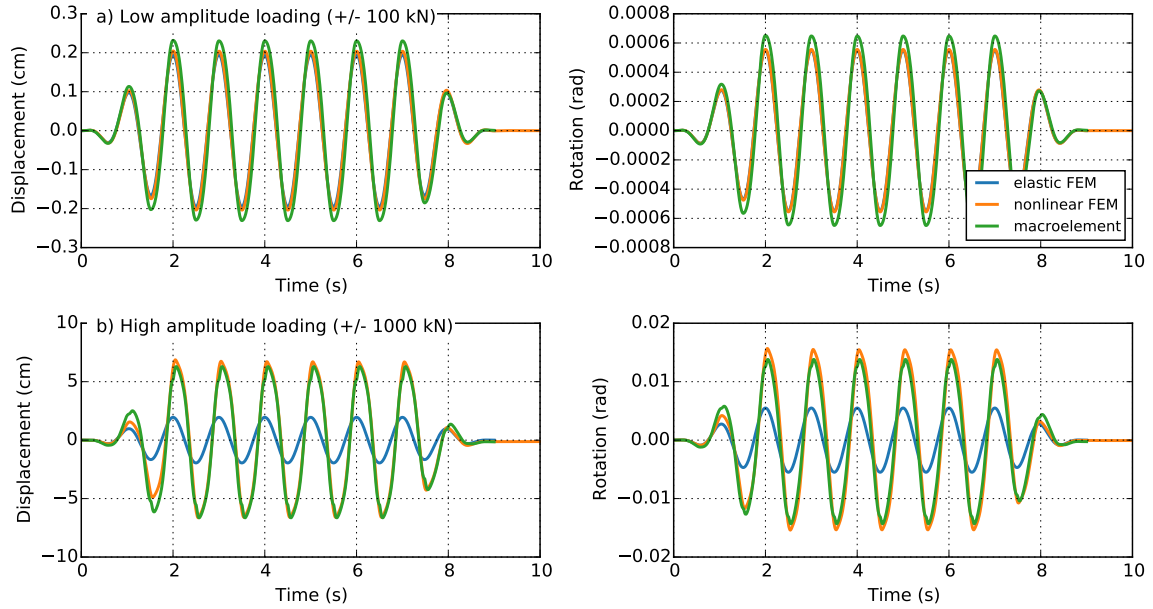 a) Low amplitude loading (+/- 100 kN)
0.3
0.2
0.1
0.0
−0.1
−0.2
−0.3
Displacement (cm)
0 2 4 6 8 10
Time (s)
0.0008
0.0006
0.0004
0.0002
0.0000
−0.0002
−0.0004
−0.0006
−0.0008
Rotation (rad)
elastic FEM
nonlinear FEM
macroelement
0 2 4 6 8 10
Time (s)
b) High amplitude loading (+/- 1000 kN)
10
5
0
−5
−10
Displacement (cm)
0 2 4 6 8 10
Time (s)
0.02
0.01
0.00
−0.01
−0.02
Rotation (rad)
0 2 4 6 8 10
Time (s)